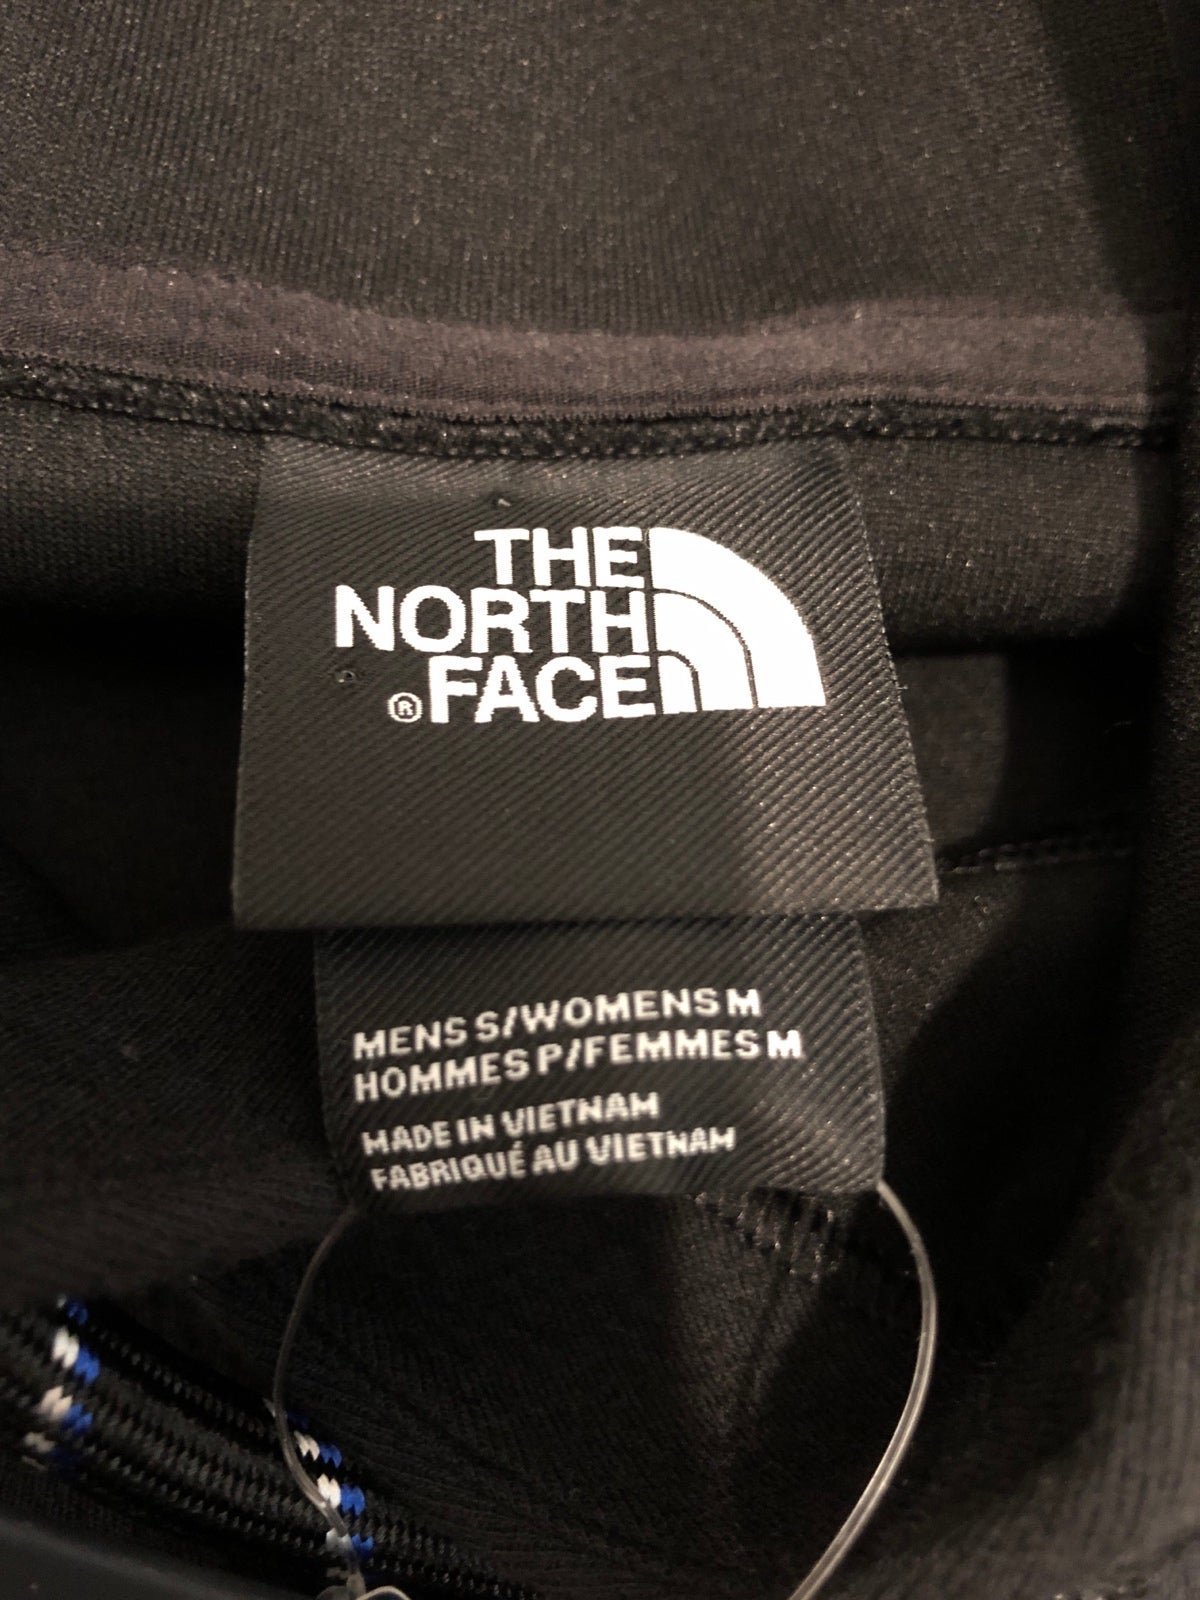 THE
NORTH
®FACE
MENS S/WOMENS M
HOMMES P/FEMMES M
MADE IN VIETNAM
FABRIQUÉ AU VIETNAM